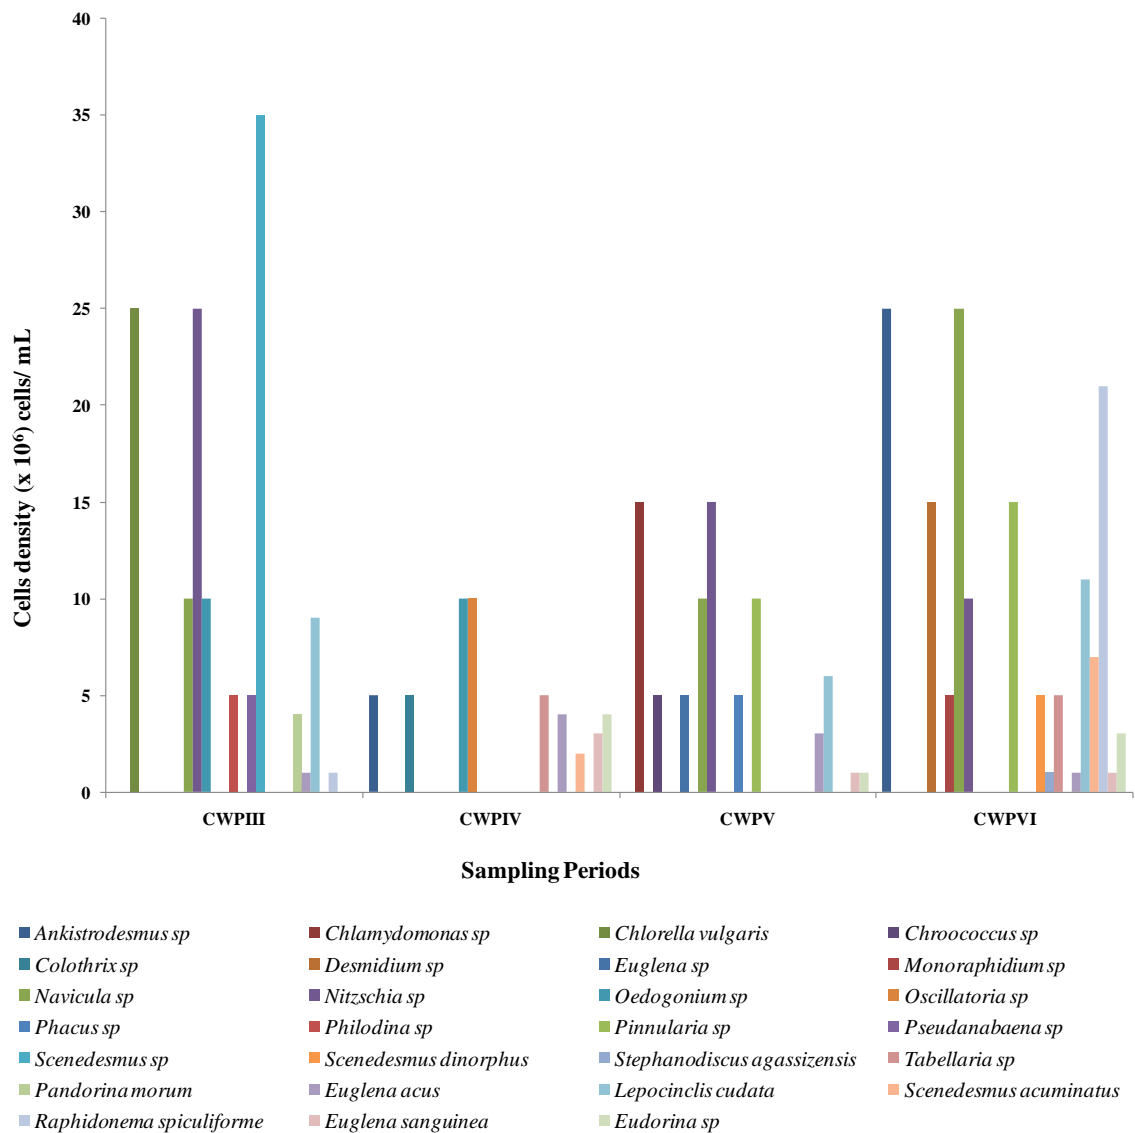 40
35
30
25
20
15
10
5
0
Cells density (x 10⁶) cells/ mL
CWPIII CWPIV CWPV CWPVI
Sampling Periods
Ankistrodesmus sp Chlamydomonas sp Chlorella vulgaris Chroococcus sp
Colothrix sp Desmidium sp Euglena sp Monoraphidium sp
Navicula sp Nitzschia sp Oedogonium sp Oscillatoria sp
Phacus sp Philodina sp Pinnularia sp Pseudanabaena sp
Scenedesmus sp Scenedesmus dinorphus Stephanodiscus agassizensis Tabellaria sp
Pandorina morum Euglena acus Lepocinclis cudata Scenedesmus acuminatus
Raphidonema spiculiforme Euglena sanguinea Eudorina sp